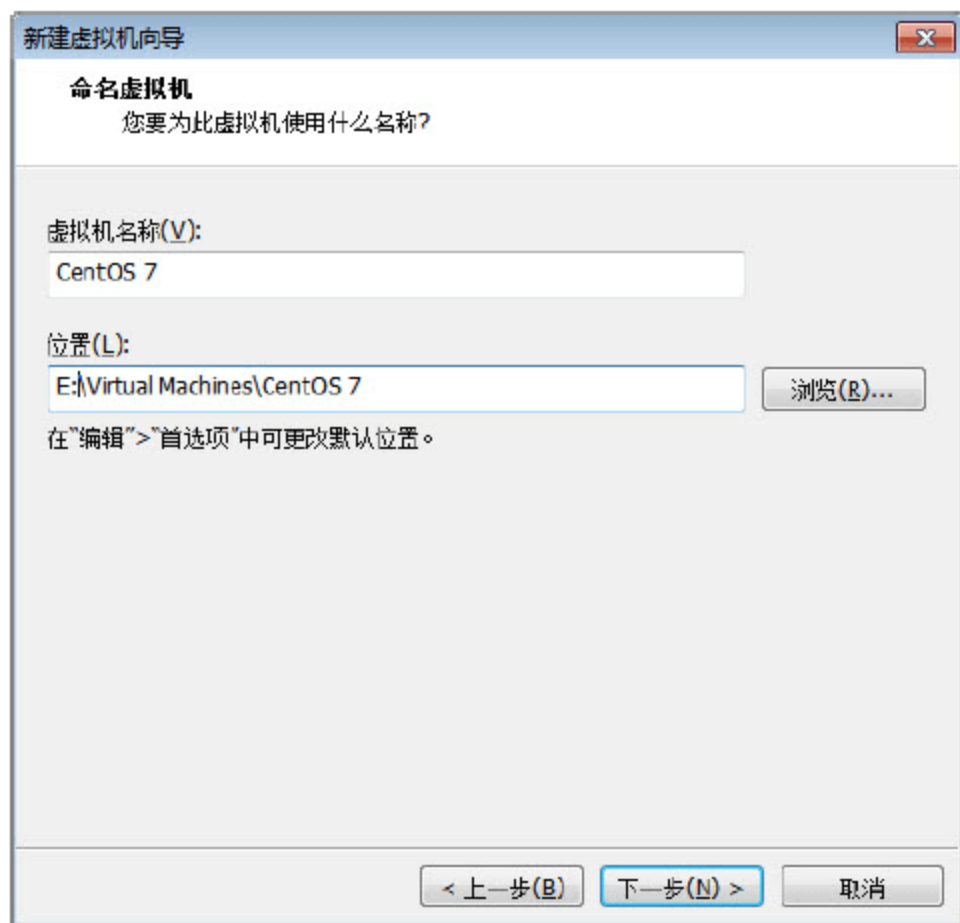 新建虚拟机向导
命名虚拟机
您要为此虚拟机使用什么名称?
虚拟机名称(V):
CentOS 7
位置(L):
E:\Virtual Machines\CentOS 7
浏览(R)...
在"编辑">"首选项"中可更改默认位置。
< 上一步(B)
下一步(N) >
取消